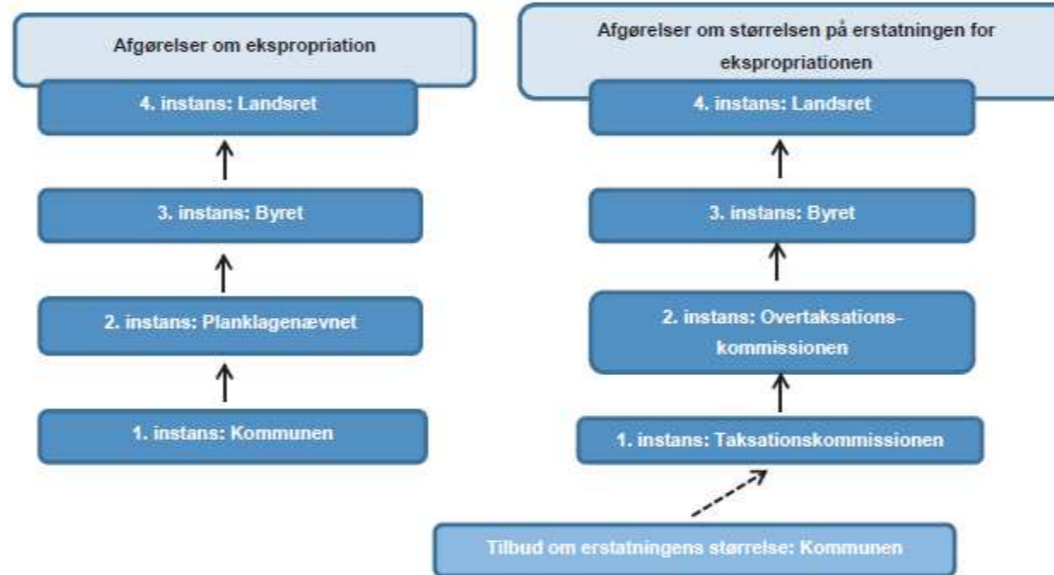 Afgørelser om ekspropriation
4. instans: Landsret
3. instans: Byret
2. instans: Planklagenævnet
1. instans: Kommunen
Afgørelser om størrelsen på erstatningen for
ekspropriationen
4. instans: Landsret
3. instans: Byret
2. instans: Overtaksations-
kommissionen
1. instans: Taksationskommissionen
Tilbud om erstatningens størrelse: Kommunen